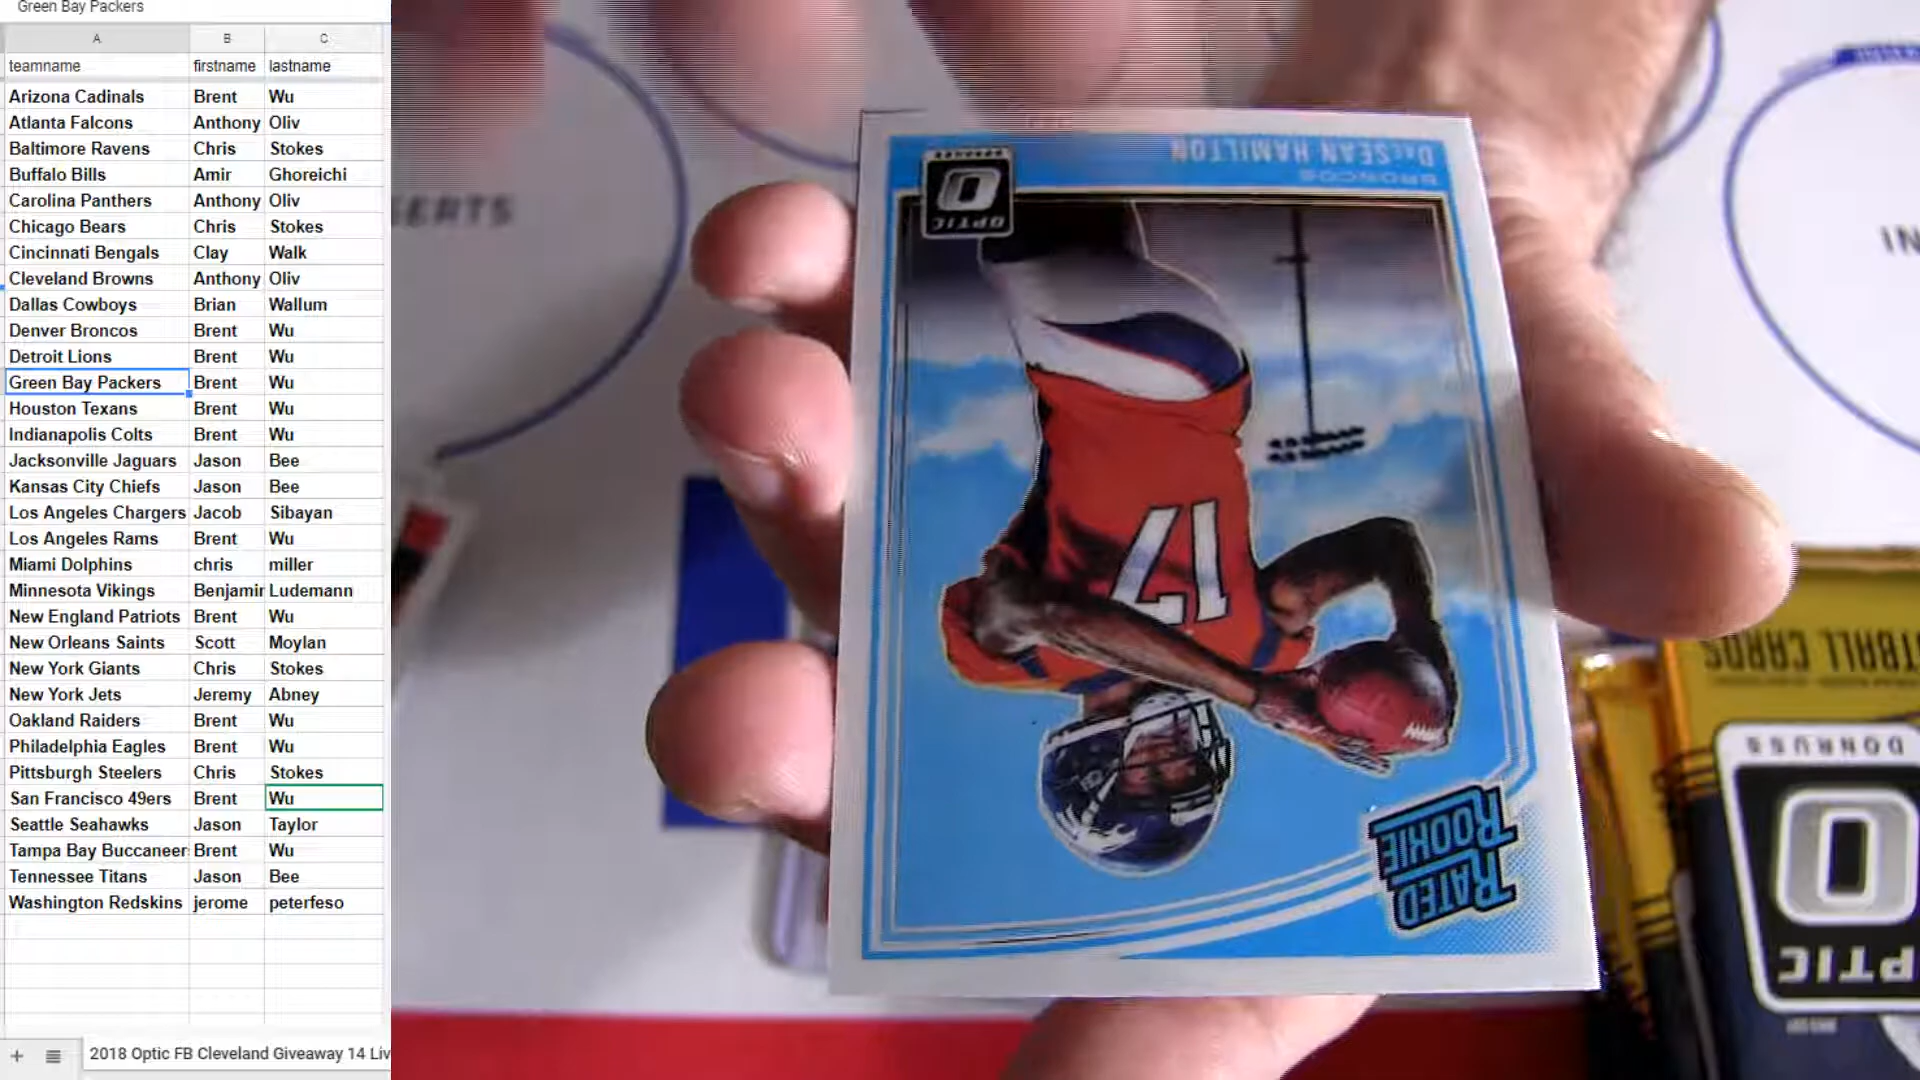 Green Bay Packers
A B C
teamname firstname lastname
Arizona Cadinals Brent Wu
Atlanta Falcons Anthony Oliv
Baltimore Ravens Chris Stokes
Buffalo Bills Amir Ghoreichi
Carolina Panthers Anthony Oliv
Chicago Bears Chris Stokes
Cincinnati Bengals Clay Walk
Cleveland Browns Anthony Oliv
Dallas Cowboys Brian Wallum
Denver Broncos Brent Wu
Detroit Lions Brent Wu
Green Bay Packers Brent Wu
Houston Texans Brent Wu
Indianapolis Colts Brent Wu
Jacksonville Jaguars Jason Bee
Kansas City Chiefs Jason Bee
Los Angeles Chargers Jacob Sibayan
Los Angeles Rams Brent Wu
Miami Dolphins chris miller
Minnesota Vikings Benjamin Ludemann
New England Patriots Brent Wu
New Orleans Saints Scott Moylan
New York Giants Chris Stokes
New York Jets Jeremy Abney
Oakland Raiders Brent Wu
Philadelphia Eagles Brent Wu
Pittsburgh Steelers Chris Stokes
San Francisco 49ers Brent Wu
Seattle Seahawks Jason Taylor
Tampa Bay Buccaneer Brent Wu
Tennessee Titans Jason Bee
Washington Redskins jerome peterfeso
2018 Optic FB Cleveland Giveaway 14 Liv
SERTS
INI
DAESEAN HAMILTON
BRONCOS
DONRUSS
OPTIC
17
RATED
ROOKIE
TBALL CARDS
DONRUSS
OPTIC